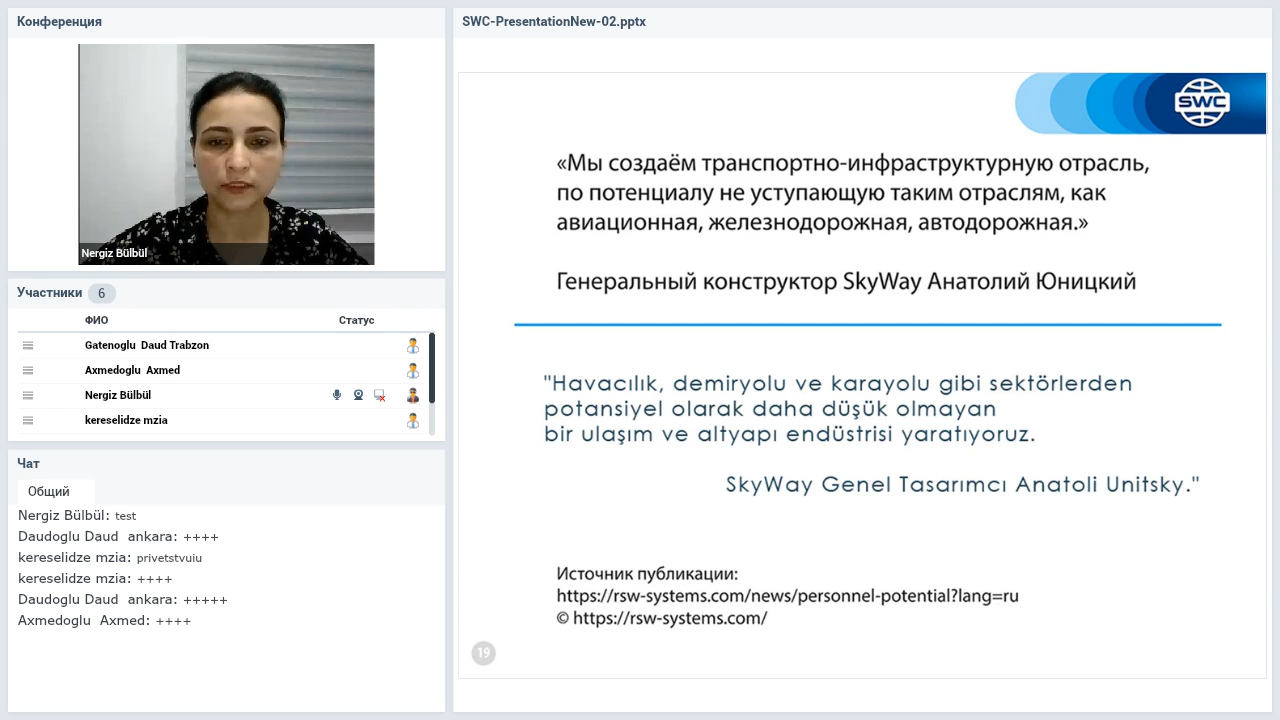 Конференция
Nergiz Bülbül
Участники 6
ФИО Статус
Gatenoglu Daud Trabzon
Axmedoglu Axmed
Nergiz Bülbül
kereselidze mzia
Чат
Общий
Nergiz Bülbül: test
Daudoglu Daud ankara: ++++
kereselidze mzia: privetstvuiu
kereselidze mzia: ++++
Daudoglu Daud ankara: +++++
Axmedoglu Axmed: ++++
SWC-PresentationNew-02.pptx
SWC
«Мы создаём транспортно-инфраструктурную отрасль,
по потенциалу не уступающую таким отраслям, как
авиационная, железнодорожная, автодорожная.»
Генеральный конструктор SkyWay Анатолий Юницкий
"Havacılık, demiryolu ve karayolu gibi sektörlerden
potansiyel olarak daha düşük olmayan
bir ulaşım ve altyapı endüstrisi yaratıyoruz.
SkyWay Genel Tasarımcı Anatoli Unitsky."
Источник публикации:
https://rsw-systems.com/news/personnel-potential?lang=ru
© https://rsw-systems.com/
19